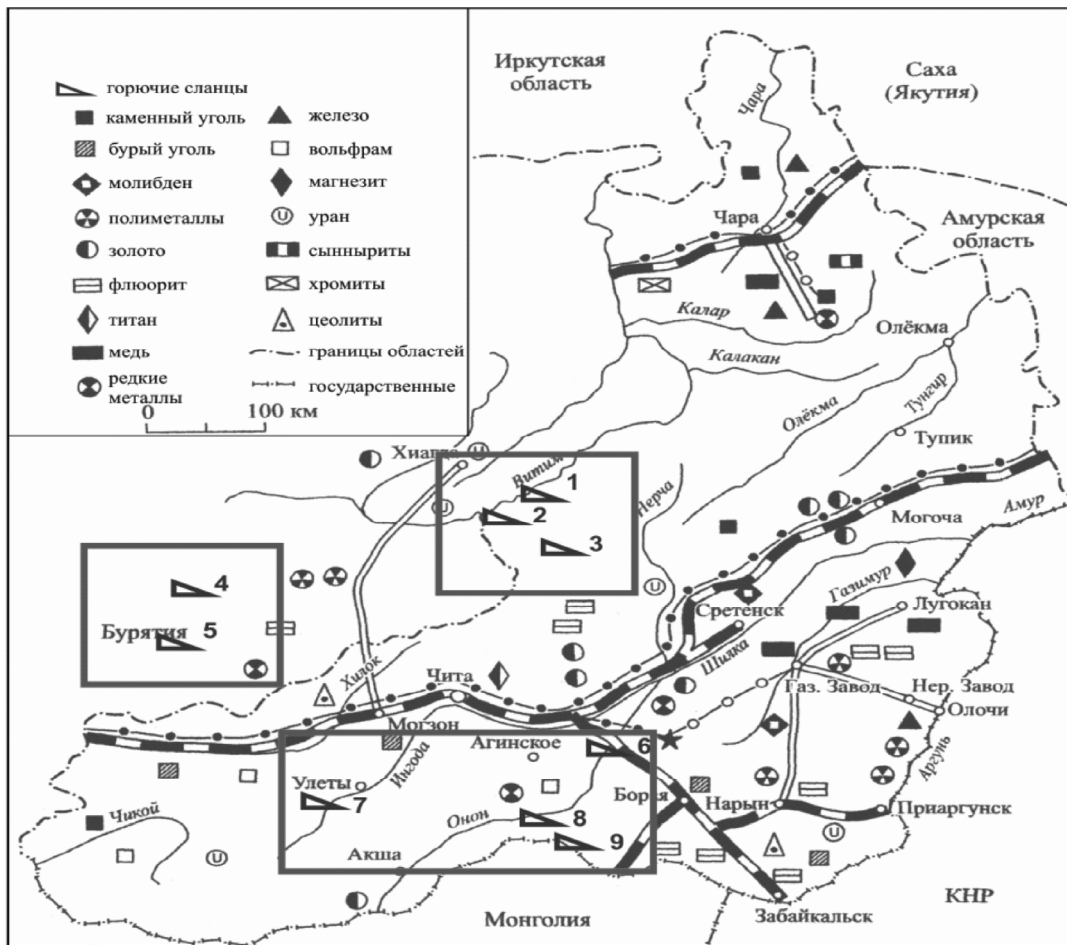 горючие сланцы
каменный уголь
железо
бурый уголь
вольфрам
молибден
магнезит
полиметаллы
U уран
золото
сынныриты
флюорит
хромиты
титан
цеолиты
медь
границы областей
редкие
металлы
государственные
0 100 км
Иркутская
область
Саха
(Якутия)
Чара
Чара
Амурская
область
Калар
Калакан
Олёкма
Олёкма
Тунгир
Тупик
U
Витим
1
U
2
Нерча
3
Могоча
Амур
4
U
Газимур
Сретенск
Лугокан
Бурятия
5
Шилка
Хилок
Чита
Газ. Завод
Нер. Завод
Олочи
Могзон
Агинское
6
Ингода
Аргунь
Улеты
7
Борзя
Нарын
Приаргунск
Чикой
Онон
8
U
9
U
Акша
КНР
Монголия
Забайкальск